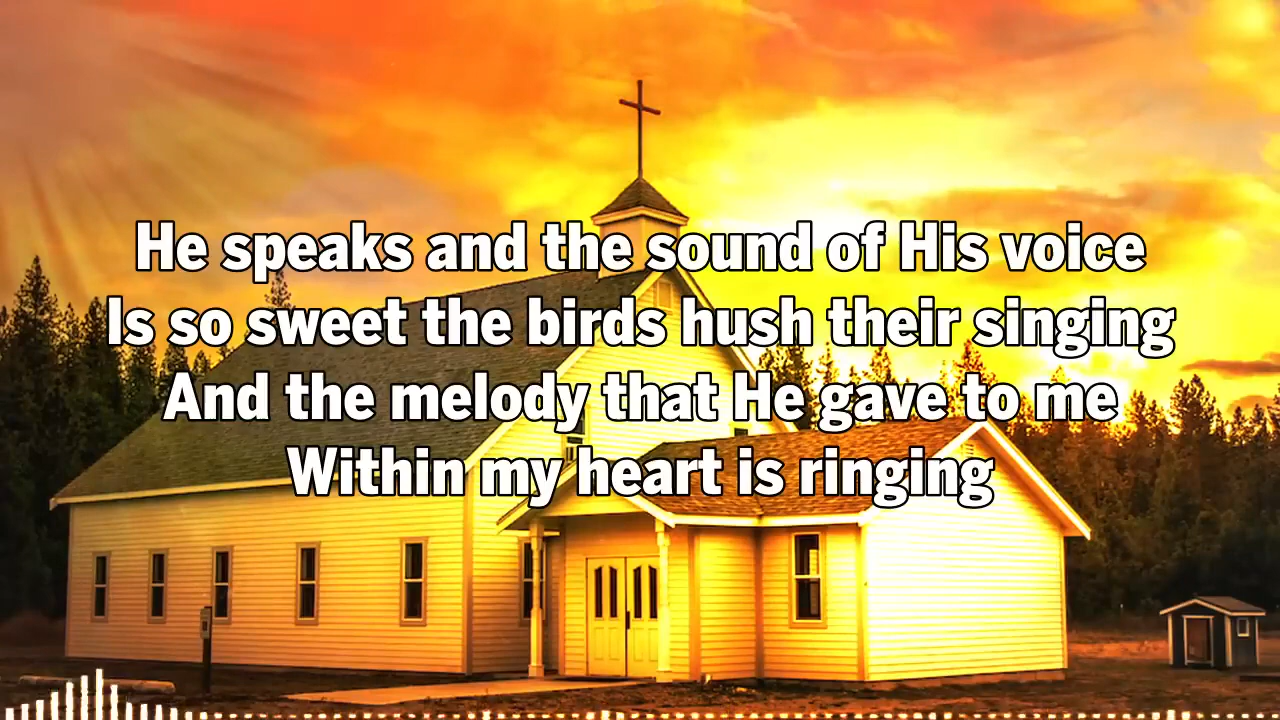 He speaks and the sound of His voice
Is so sweet the birds hush their singing
And the melody that He gave to me
Within my heart is ringing